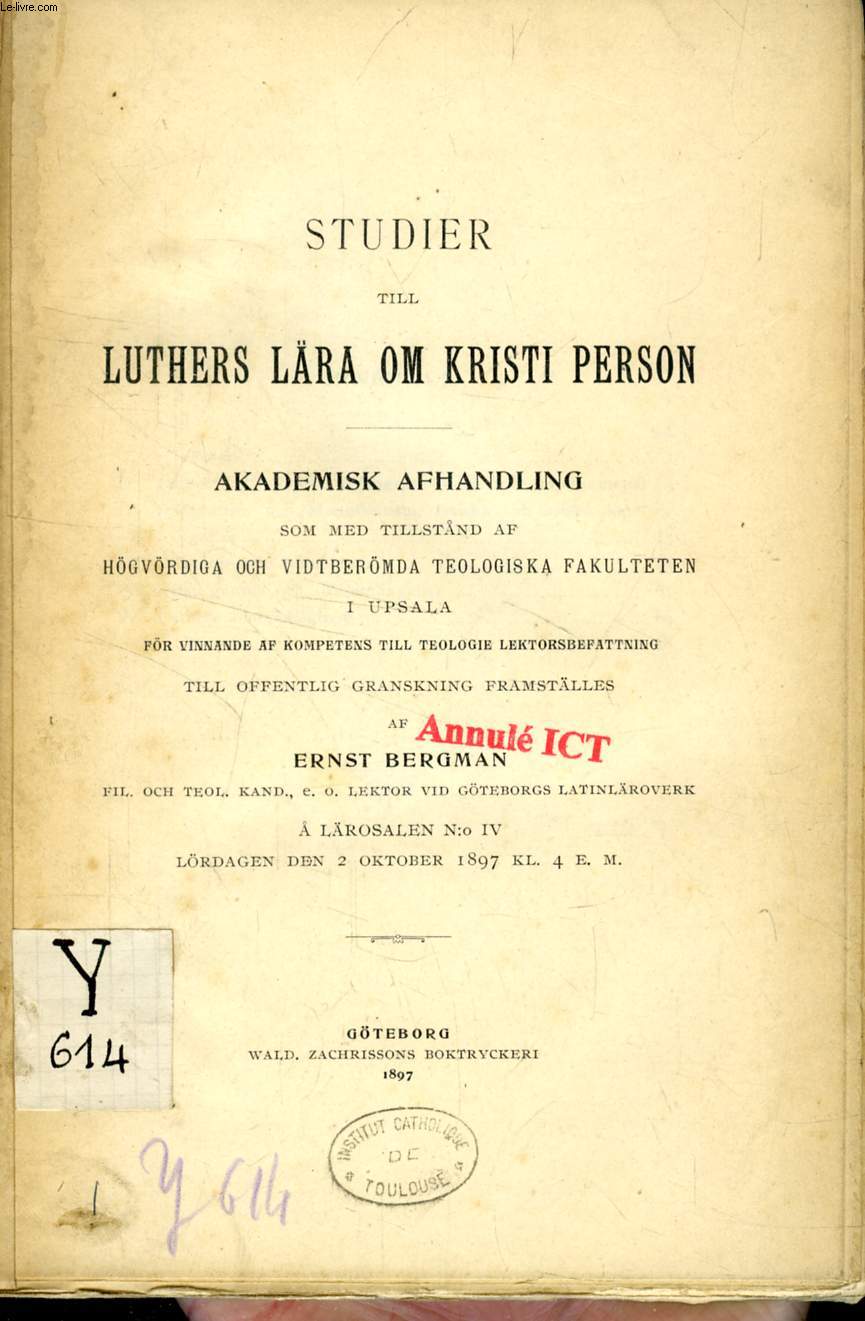 Le-livre.com
STUDIER
TILL
LUTHERS LÄRA OM KRISTI PERSON
AKADEMISK AFHANDLING
SOM MED TILLSTÅND AF
HÖGVÖRDIGA OCH VIDTBERÖMDA TEOLOGISKA FAKULTETEN
I UPSALA
FÖR VINNANDE AF KOMPETENS TILL TEOLOGIE LEKTORSBEFATTNING
TILL OFFENTLIG GRANSKNING FRAMSTÄLLES
AF
Annulé ICT
ERNST BERGMAN
FIL. OCH TEOL. KAND., e. o. LEKTOR VID GÖTEBORGS LATINLÄROVERK
Å LÄROSALEN N:o IV
LÖRDAGEN DEN 2 OKTOBER 1897 KL. 4 E. M.
Y
614
GÖTEBORG
WALD. ZACHRISSONS BOKTRYCKERI
1897
INSTITUT CATHOLIQUE
DE
TOULOUSE
Y 614